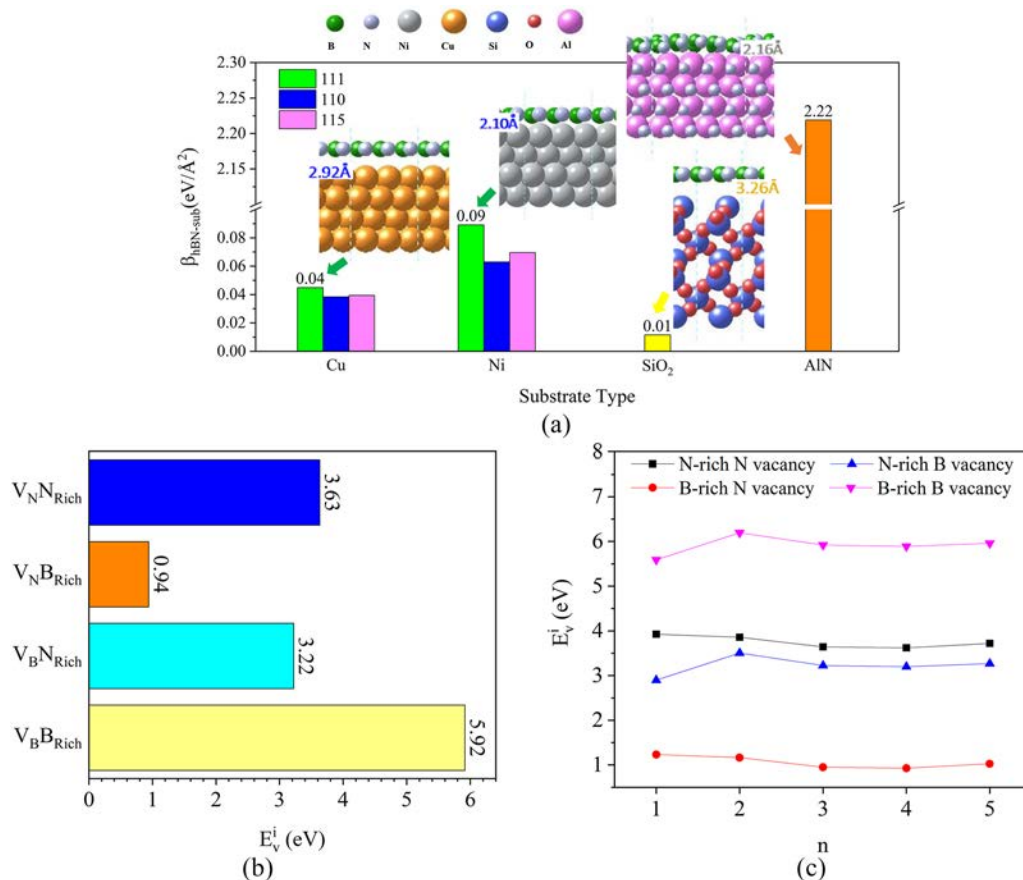 B N Ni Cu Si O Al
2.30
2.25
2.20
2.15
0.08
0.06
0.04
0.02
0.00
βhBN-sub(eV/Å²)
111
110
115
2.92Å
2.10Å
2.16Å
3.26Å
0.04
0.09
0.01
2.22
Cu Ni SiO₂ AlN
Substrate Type
(a)
VNNRich
VNBRich
VBNRich
VBBRich
3.63
0.94
3.22
5.92
0 1 2 3 4 5 6
Evⁱ (eV)
(b)
8
7
6
5
4
3
2
1
Evⁱ (eV)
N-rich N vacancy N-rich B vacancy
B-rich N vacancy B-rich B vacancy
1 2 3 4 5
n
(c)